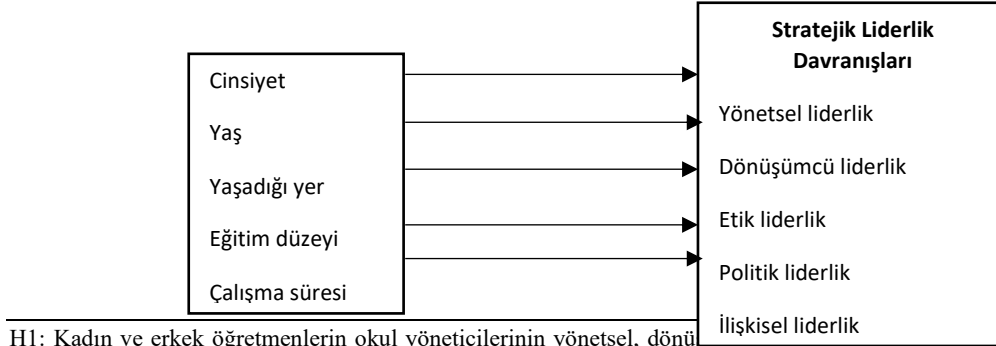 Cinsiyet
Yaş
Yaşadığı yer
Eğitim düzeyi
Çalışma süresi
Stratejik Liderlik
Davranışları
Yönetsel liderlik
Dönüşümcü liderlik
Etik liderlik
Politik liderlik
İlişkisel liderlik
H1: Kadın ve erkek öğretmenlerin okul yöneticilerinin yönetsel,